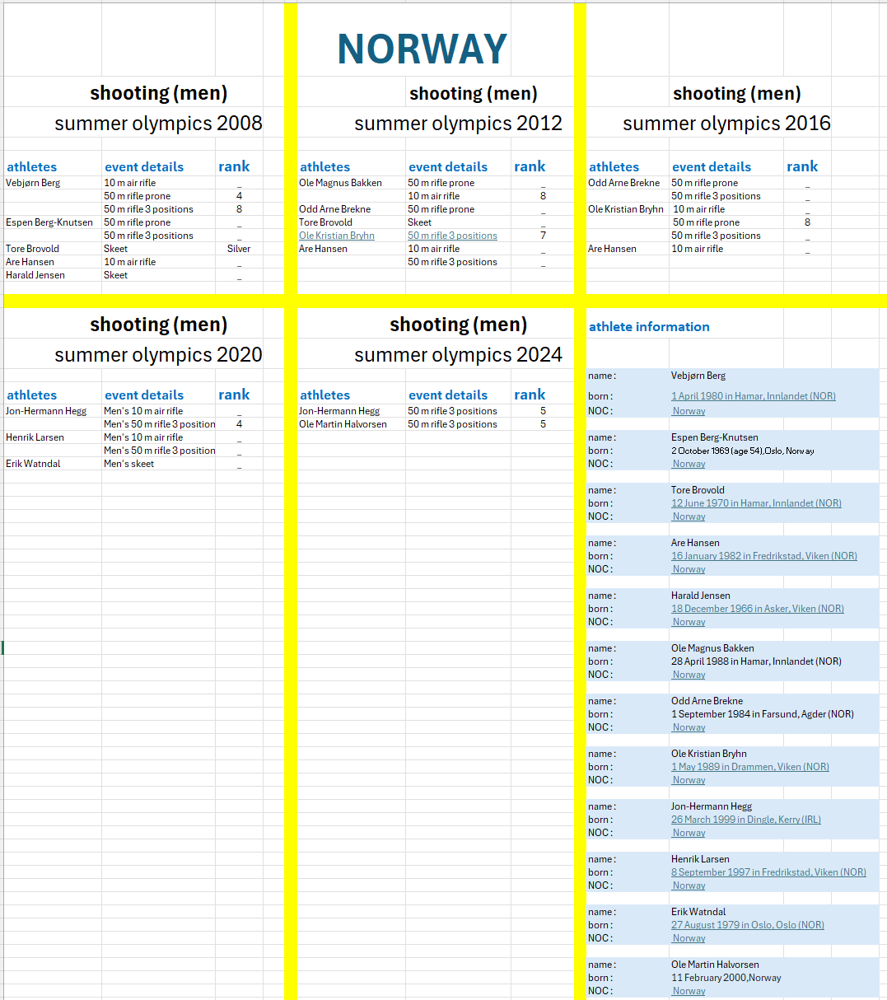 NORWAY
shooting (men)
summer olympics 2008
athletes event details rank
Vebjørn Berg 10 m air rifle _
50 m rifle prone 4
50 m rifle 3 positions 8
Espen Berg-Knutsen 50 m rifle prone _
50 m rifle 3 positions _
Tore Brovold Skeet Silver
Are Hansen 10 m air rifle _
Harald Jensen Skeet _
shooting (men)
summer olympics 2012
athletes event details rank
Ole Magnus Bakken 50 m rifle prone _
10 m air rifle 8
Odd Arne Brekne 50 m rifle prone _
Tore Brovold Skeet _
Ole Kristian Bryhn 50 m rifle 3 positions 7
Are Hansen 10 m air rifle _
50 m rifle 3 positions _
shooting (men)
summer olympics 2016
athletes event details rank
Odd Arne Brekne 50 m rifle prone _
50 m rifle 3 positions _
Ole Kristian Bryhn 10 m air rifle _
50 m rifle prone 8
50 m rifle 3 positions _
Are Hansen 10 m air rifle _
shooting (men)
summer olympics 2020
athletes event details rank
Jon-Hermann Hegg Men's 10 m air rifle _
Men's 50 m rifle 3 position 4
Henrik Larsen Men's 10 m air rifle _
Men's 50 m rifle 3 position _
Erik Watndal Men's skeet _
shooting (men)
summer olympics 2024
athletes event details rank
Jon-Hermann Hegg 50 m rifle 3 positions 5
Ole Martin Halvorsen 50 m rifle 3 positions 5
athlete information
name : Vebjørn Berg
born : 1 April 1980 in Hamar, Innlandet (NOR)
NOC : Norway
name : Espen Berg-Knutsen
born : 2 October 1969 (age 54),Oslo, Norway
NOC : Norway
name : Tore Brovold
born : 12 June 1970 in Hamar, Innlandet (NOR)
NOC : Norway
name : Are Hansen
born : 16 January 1982 in Fredrikstad, Viken (NOR)
NOC : Norway
name : Harald Jensen
born : 18 December 1966 in Asker, Viken (NOR)
NOC : Norway
name : Ole Magnus Bakken
born : 28 April 1988 in Hamar, Innlandet (NOR)
NOC : Norway
name : Odd Arne Brekne
born : 1 September 1984 in Farsund, Agder (NOR)
NOC : Norway
name : Ole Kristian Bryhn
born : 1 May 1989 in Drammen, Viken (NOR)
NOC : Norway
name : Jon-Hermann Hegg
born : 26 March 1999 in Dingle, Kerry (IRL)
NOC : Norway
name : Henrik Larsen
born : 8 September 1997 in Fredrikstad, Viken (NOR)
NOC : Norway
name : Erik Watndal
born : 27 August 1979 in Oslo, Oslo (NOR)
NOC : Norway
name : Ole Martin Halvorsen
born : 11 February 2000,Norway
NOC : Norway